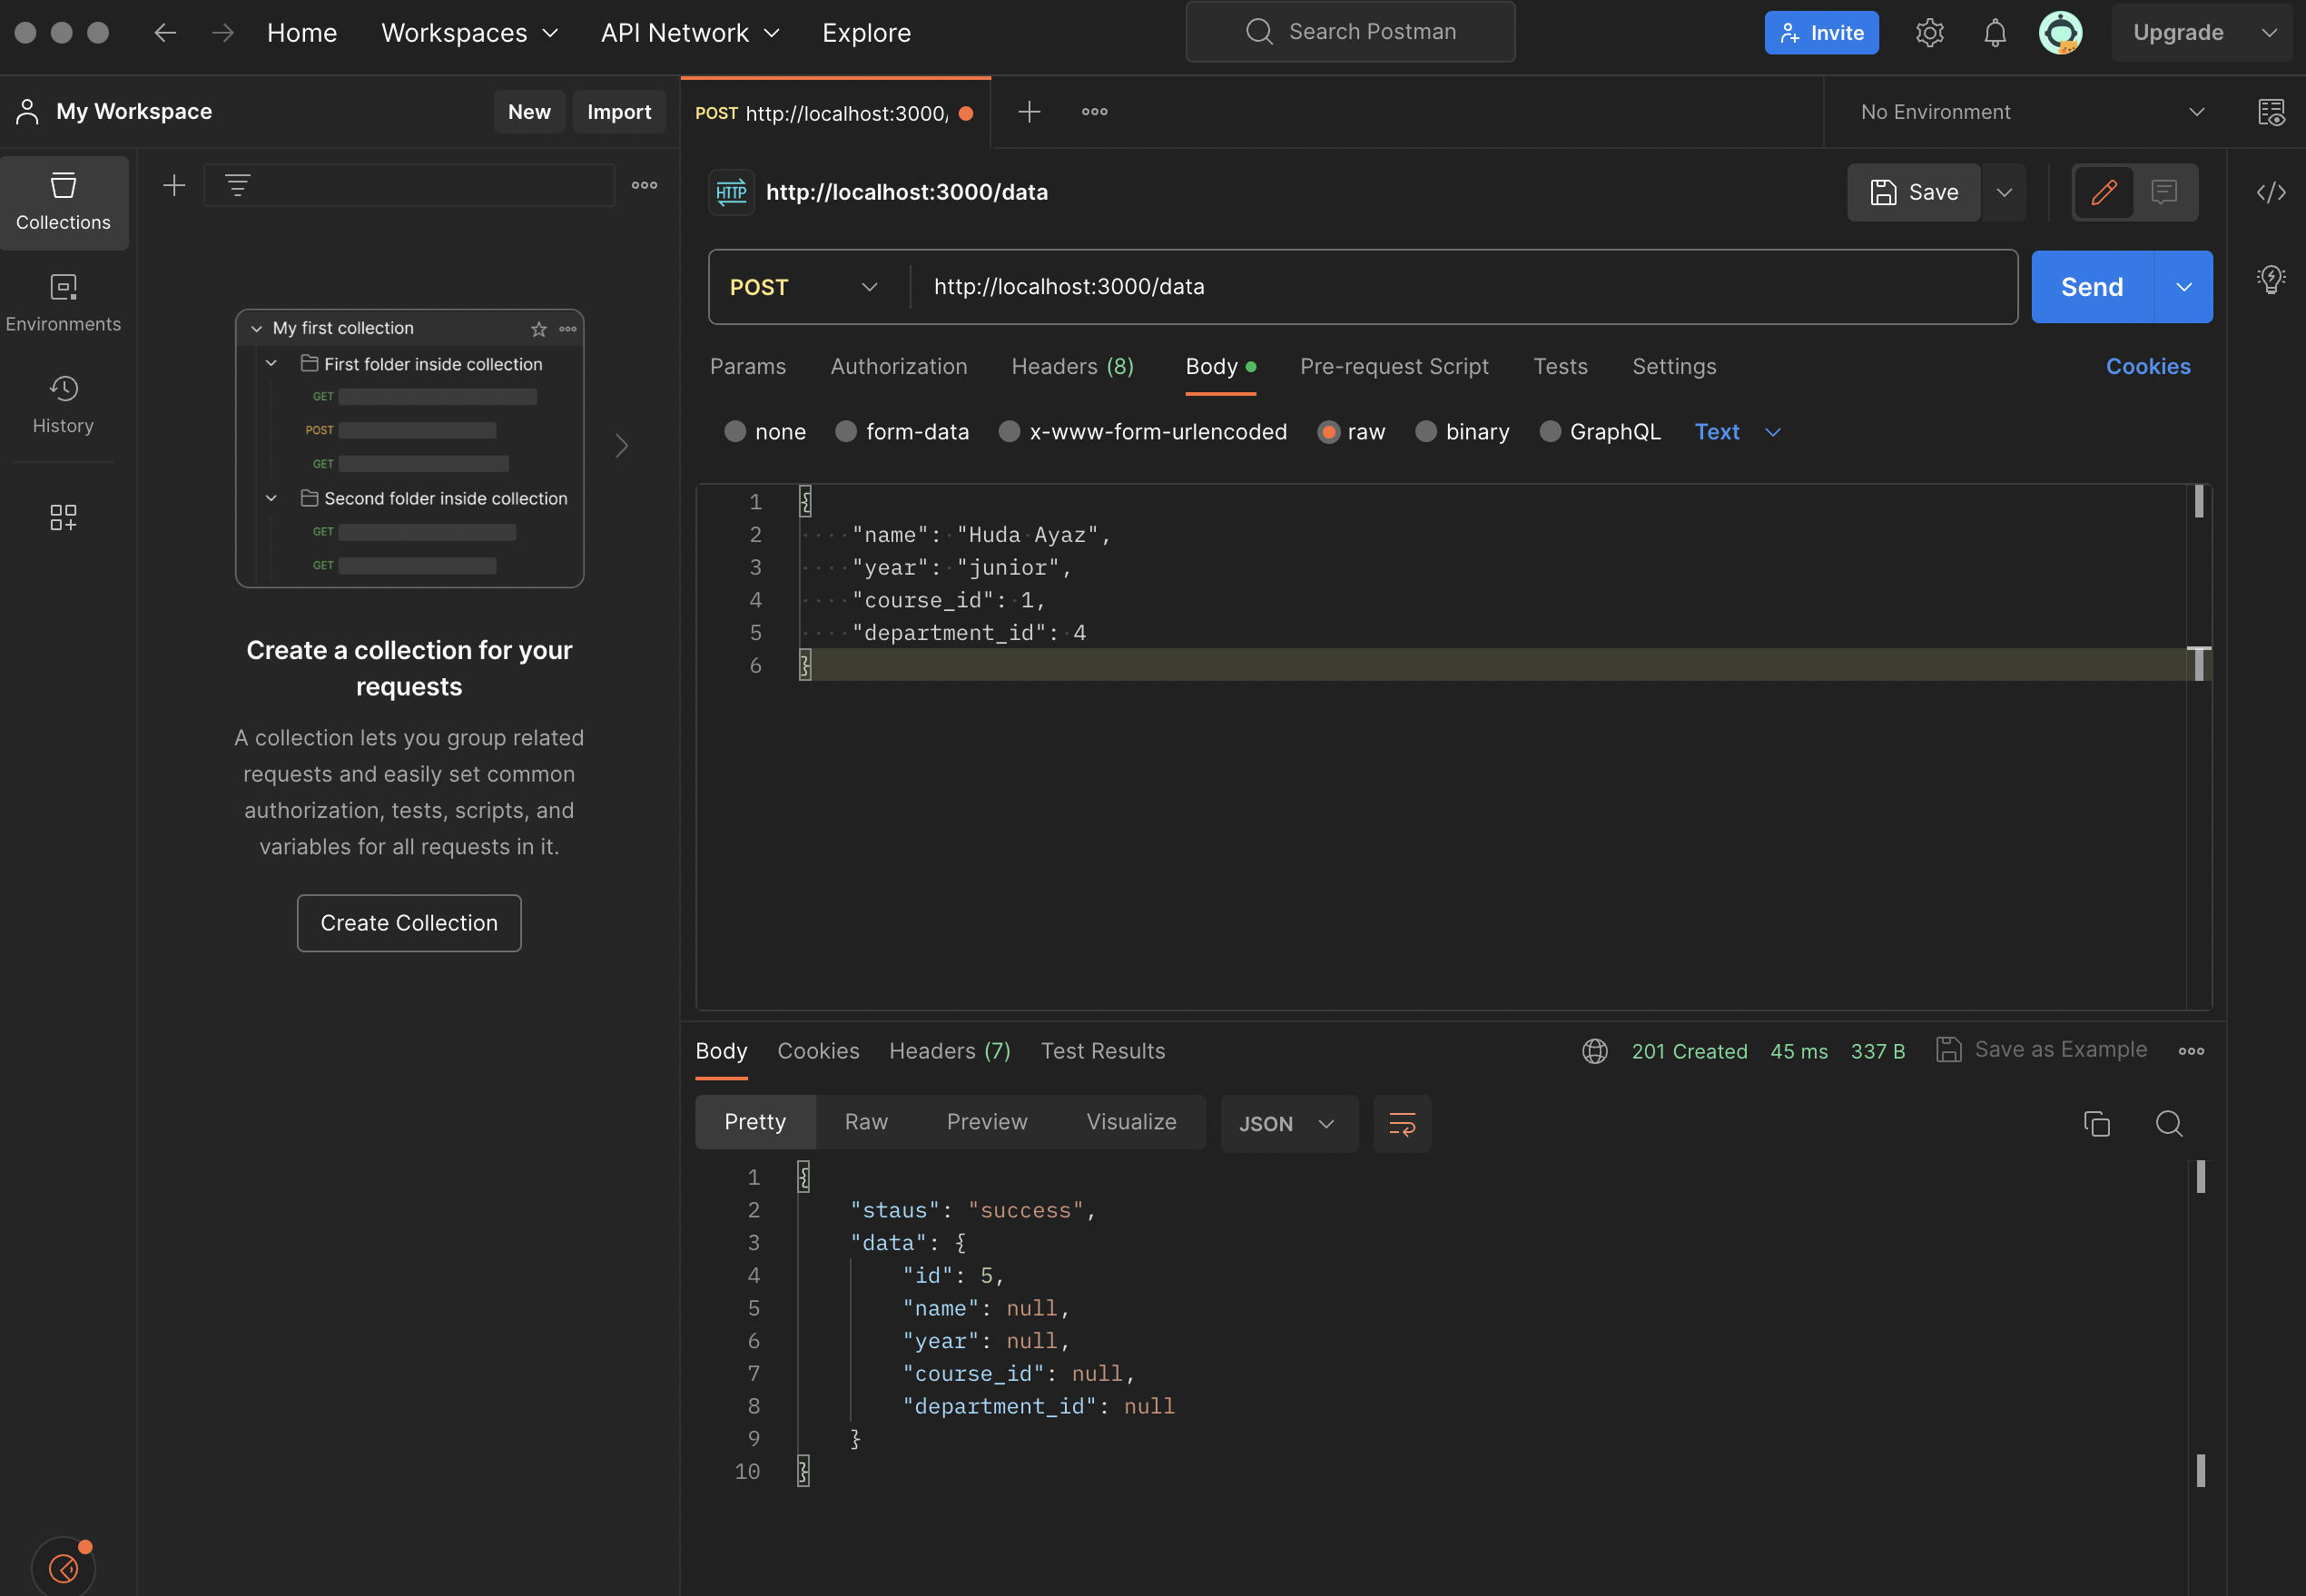 Home Workspaces API Network Explore Search Postman Invite Upgrade
My Workspace New Import
POST http://localhost:3000, No Environment
Collections
Environments
History
My first collection
First folder inside collection
GET
POST
GET
Second folder inside collection
GET
GET
Create a collection for your
requests
A collection lets you group related
requests and easily set common
authorization, tests, scripts, and
variables for all requests in it.
Create Collection
HTTP http://localhost:3000/data Save
POST http://localhost:3000/data Send
Params Authorization Headers (8) Body Pre-request Script Tests Settings Cookies
none form-data x-www-form-urlencoded raw binary GraphQL Text
1 {
2 "name": "Huda Ayaz",
3 "year": "junior",
4 "course_id": 1,
5 "department_id": 4
6 }
Body Cookies Headers (7) Test Results 201 Created 45 ms 337 B Save as Example
Pretty Raw Preview Visualize JSON
1 {
2 "staus": "success",
3 "data": {
4 "id": 5,
5 "name": null,
6 "year": null,
7 "course_id": null,
8 "department_id": null
9 }
10 }